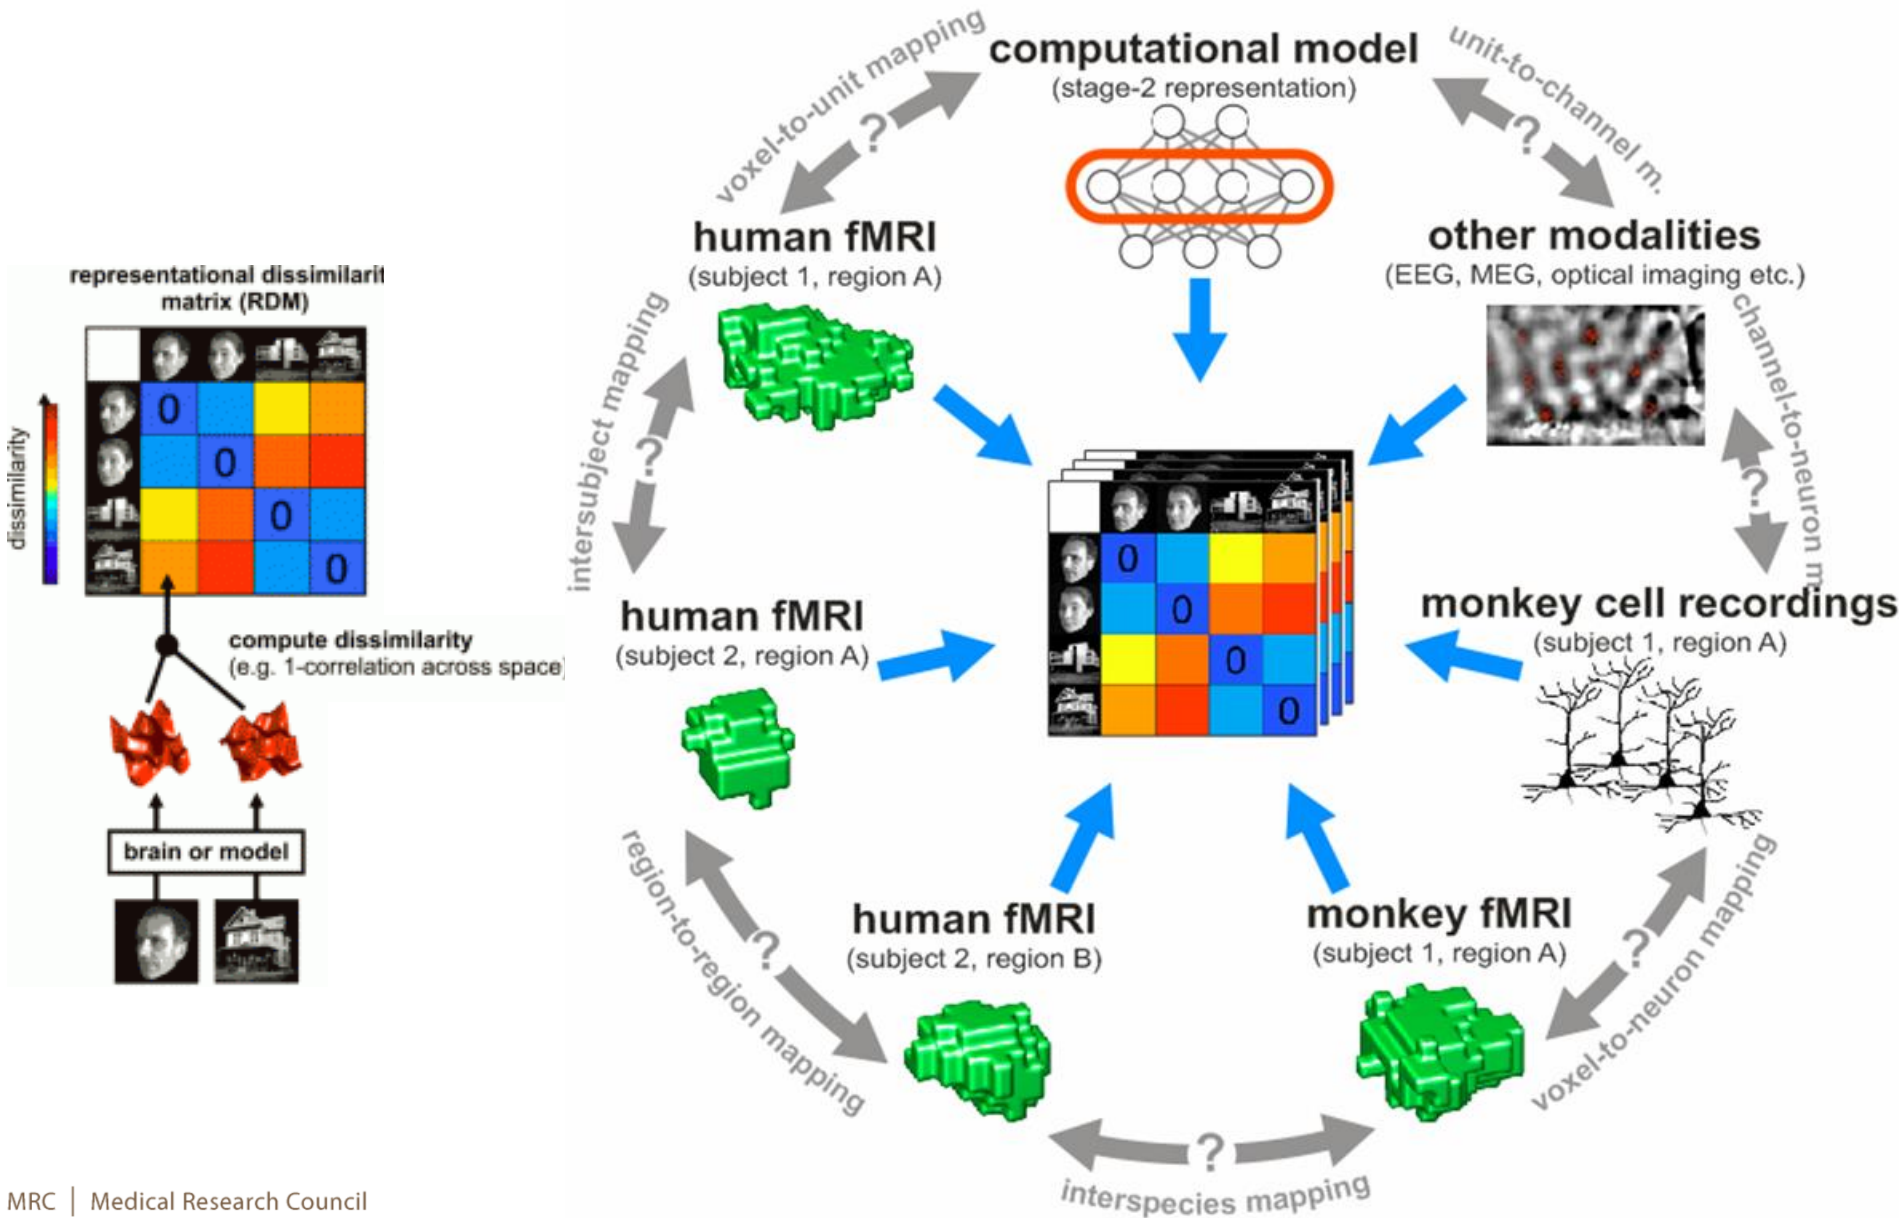 representational dissimilarit
matrix (RDM)
dissimilarity
0
0
0
0
compute dissimilarity
(e.g. 1-correlation across space)
brain or model
MRC | Medical Research Council
computational model
(stage-2 representation)
voxel-to-unit mapping
?
unit-to-channel m.
?
human fMRI
(subject 1, region A)
other modalities
(EEG, MEG, optical imaging etc.)
intersubject mapping
?
channel-to-neuron m.
?
0
0
0
0
human fMRI
(subject 2, region A)
monkey cell recordings
(subject 1, region A)
region-to-region mapping
?
voxel-to-neuron mapping
?
human fMRI
(subject 2, region B)
monkey fMRI
(subject 1, region A)
?
interspecies mapping